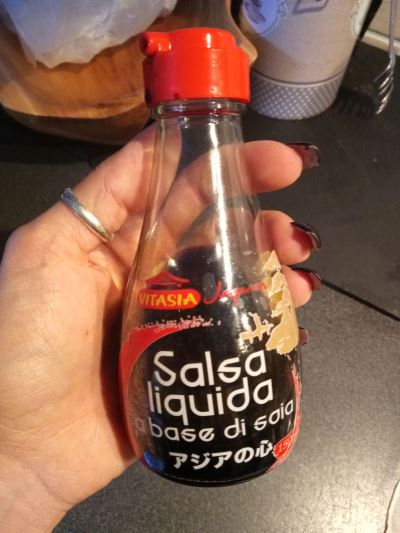 VITASIA Japan
Salsa
liquida
a base di soia
アジアの心